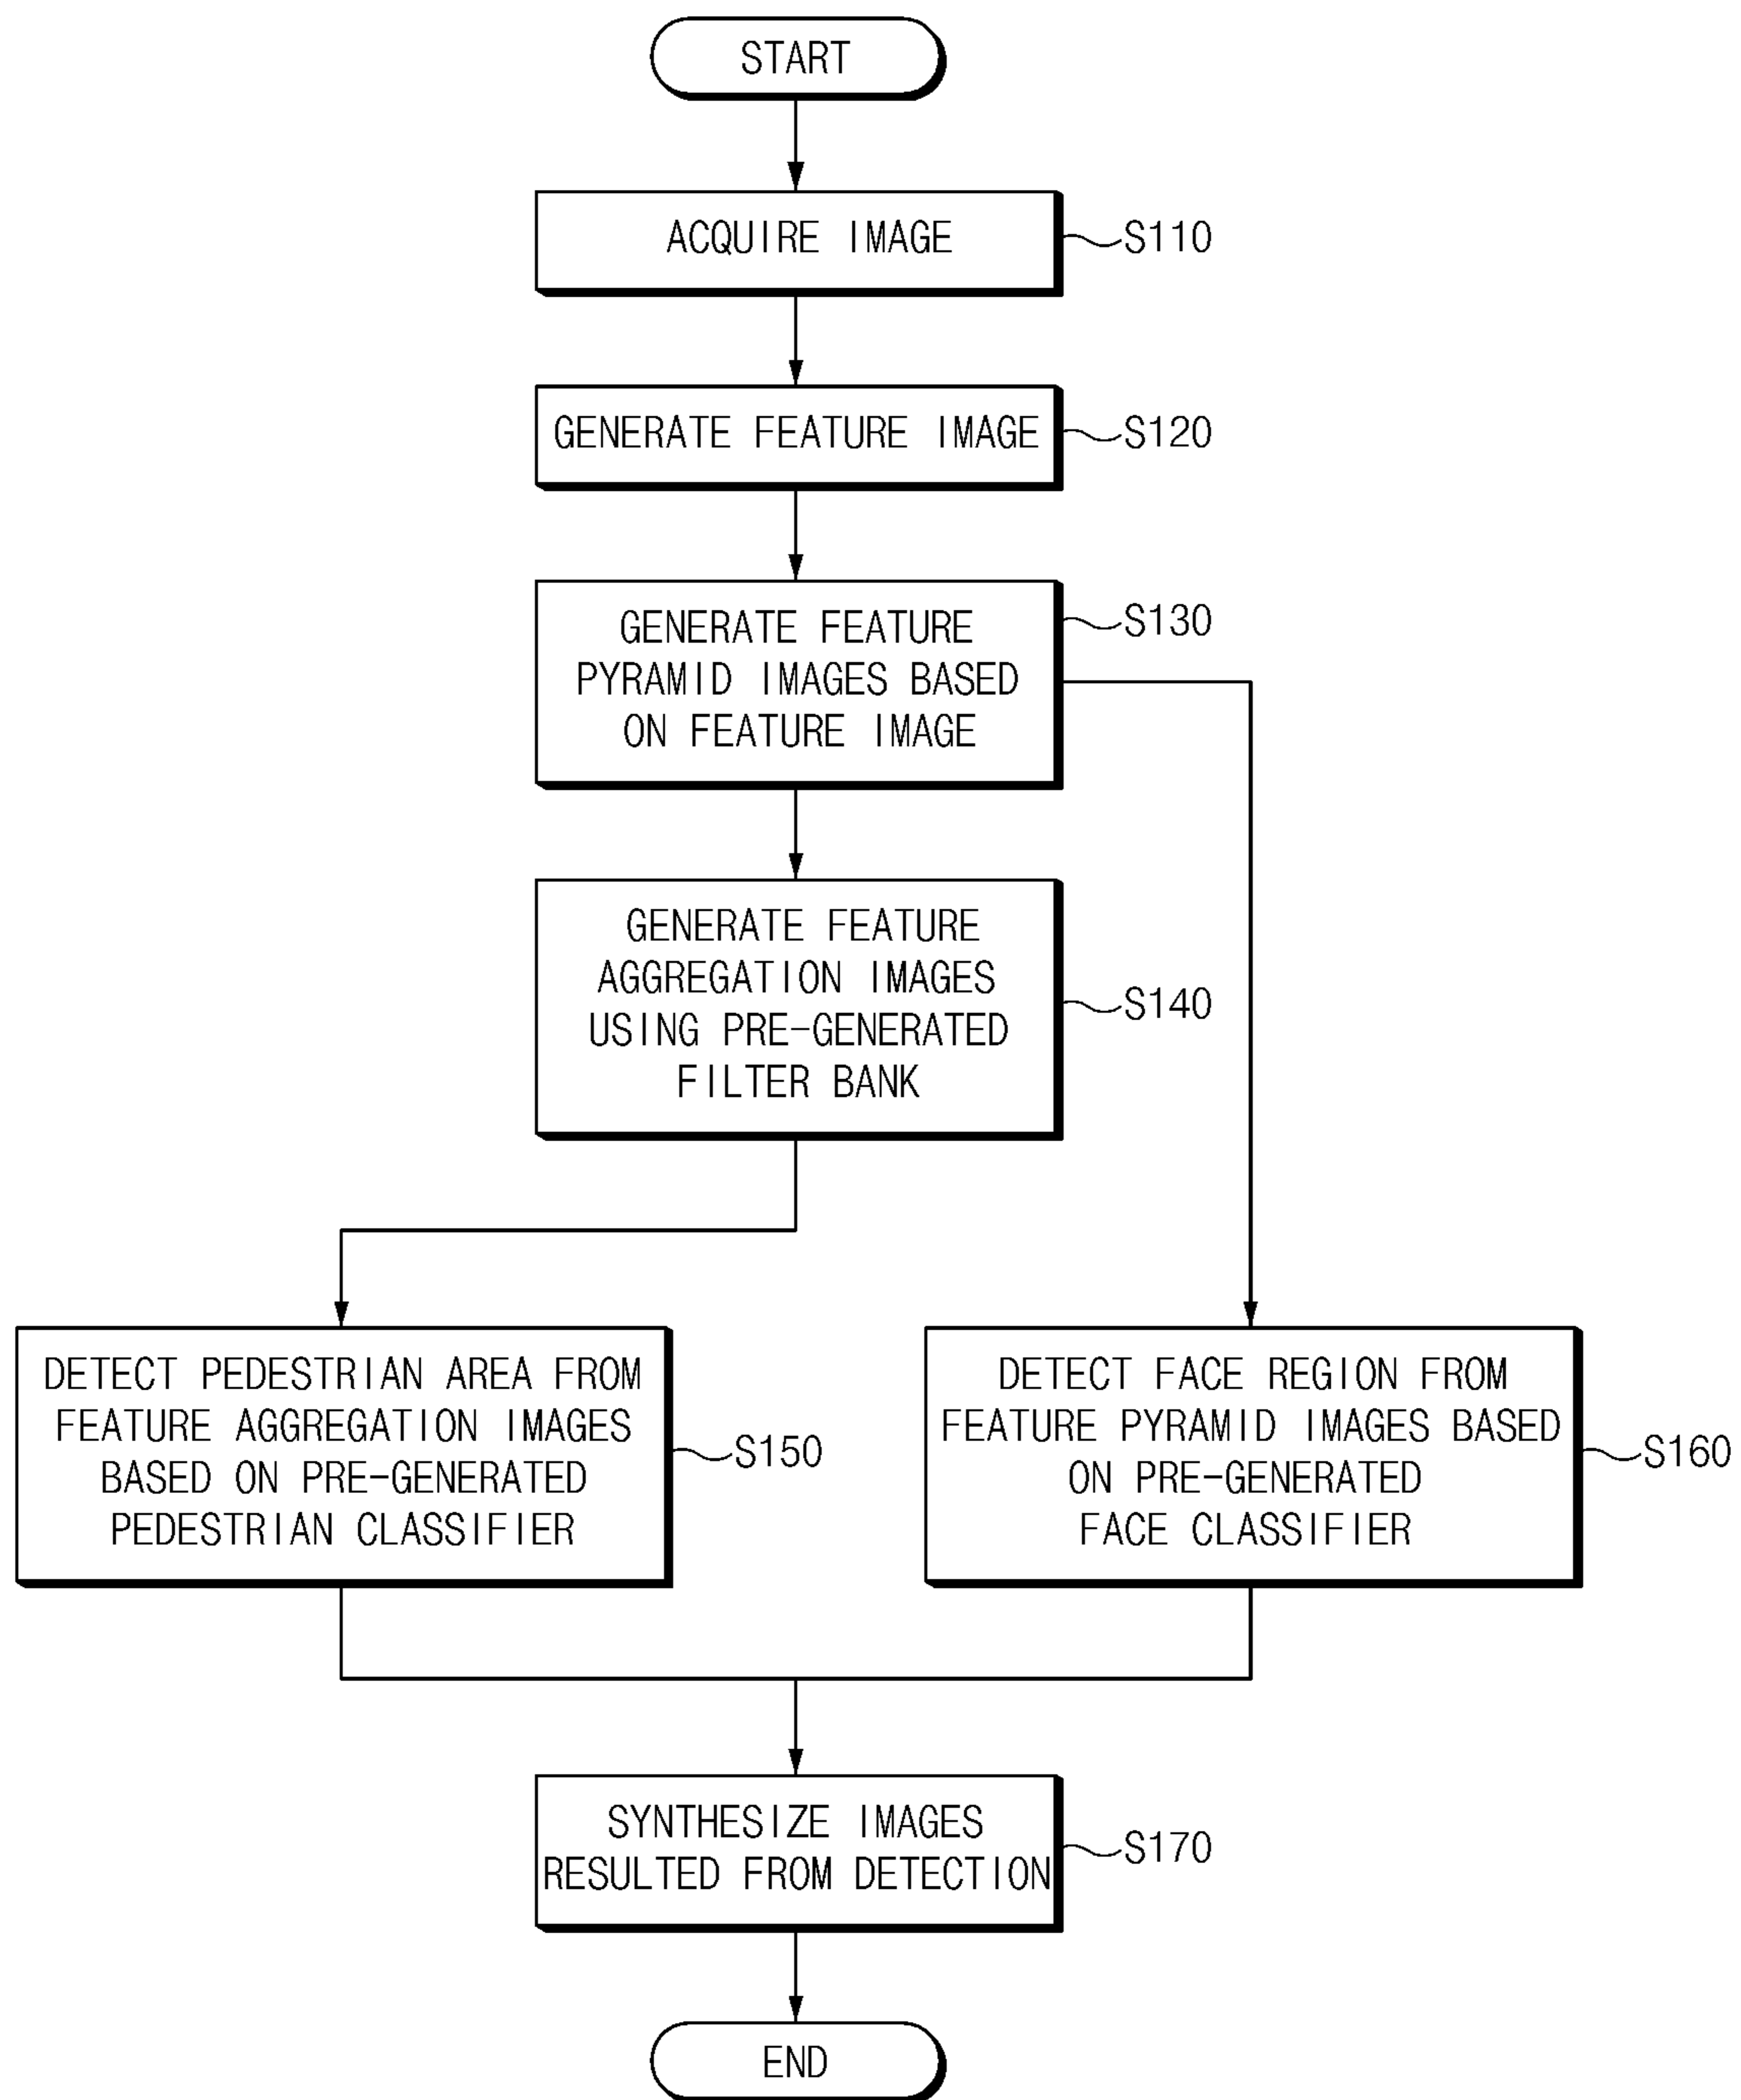 START
ACQUIRE IMAGE
S110
GENERATE FEATURE IMAGE
S120
GENERATE FEATURE
PYRAMID IMAGES BASED
ON FEATURE IMAGE
S130
GENERATE FEATURE
AGGREGATION IMAGES
USING PRE-GENERATED
FILTER BANK
S140
DETECT PEDESTRIAN AREA FROM
FEATURE AGGREGATION IMAGES
BASED ON PRE-GENERATED
PEDESTRIAN CLASSIFIER
S150
DETECT FACE REGION FROM
FEATURE PYRAMID IMAGES BASED
ON PRE-GENERATED
FACE CLASSIFIER
S160
SYNTHESIZE IMAGES
RESULTED FROM DETECTION
S170
END